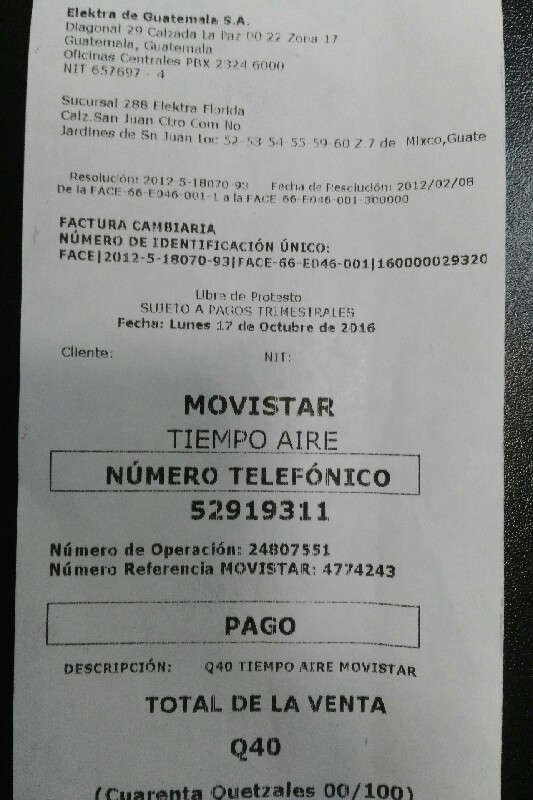 Elektra de Guatemala S.A.
Diagonal 29 Calzada La Paz 00 22 Zona 17
Guatemala, Guatemala
Oficinas Centrales PBX 2324 6000
NIT 657697 - 4
Sucursal 288 Elektra Florida
Calz.San Juan Ctro Com No
Jardines de Sn Juan Loc 52-53-54-55-59-60 Z.7 de Mixco,Guate
Resolución: 2012-5-18070-93 Fecha de Resolución: 2012/02/08
De la FACE-66-E046-001-1 a la FACE-66-E046-001-300000
FACTURA CAMBIARIA
NÚMERO DE IDENTIFICACIÓN ÚNICO:
FACE|2012-5-18070-93|FACE-66-E046-001|160000029320
Libre de Protesto
SUJETO A PAGOS TRIMESTRALES
Fecha: Lunes 17 de Octubre de 2016
Cliente: NIT:
MOVISTAR
TIEMPO AIRE
NÚMERO TELEFÓNICO
52919311
Número de Operación: 24807551
Número Referencia MOVISTAR: 4774243
PAGO
DESCRIPCIÓN: Q40 TIEMPO AIRE MOVISTAR
TOTAL DE LA VENTA
Q40
(Cuarenta Quetzales 00/100)